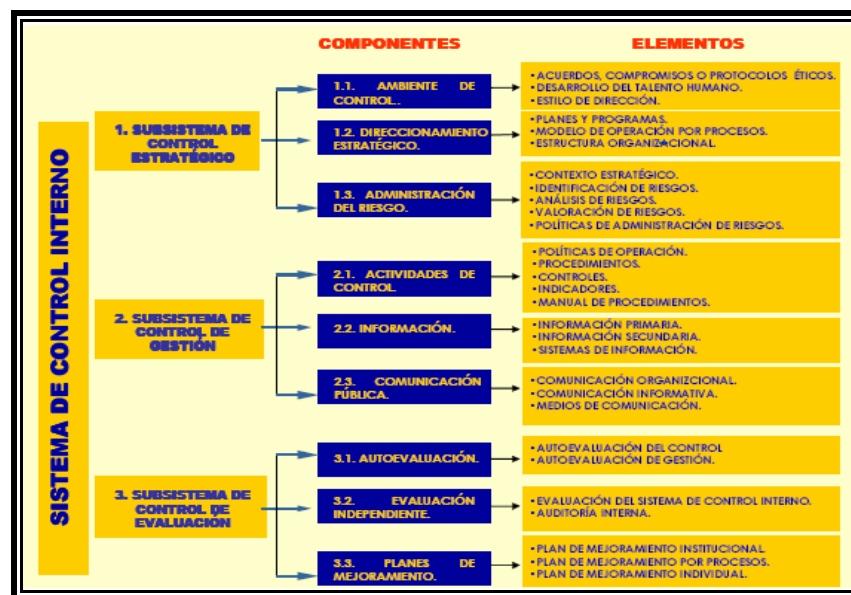 COMPONENTES
ELEMENTOS
SISTEMA DE CONTROL INTERNO
1. SUBSISTEMA DE
CONTROL
ESTRATÉGICO
1.1. AMBIENTE DE
CONTROL..
• ACUERDOS, COMPROMISOS O PROTOCOLOS ÉTICOS.
• DESARROLLO DEL TALENTO HUMANO.
• ESTILO DE DIRECCIÓN.
1.2. DIRECCIONAMIENTO
ESTRATÉGICO.
• PLANES Y PROGRAMAS.
• MODELO DE OPERACIÓN POR PROCESOS.
• ESTRUCTURA ORGANIZACIONAL.
1.3. ADMINISTRACIÓN
DEL RIESGO.
• CONTEXTO ESTRATÉGICO.
• IDENTIFICACIÓN DE RIESGOS.
• ANÁLISIS DE RIESGOS.
• VALORACIÓN DE RIESGOS.
• POLÍTICAS DE ADMINISTRACIÓN DE RIESGOS.
2. SUBSISTEMA DE
CONTROL DE
GESTIÓN
2.1. ACTIVIDADES DE
CONTROL.
• POLÍTICAS DE OPERACIÓN.
• PROCEDIMIENTOS.
• CONTROLES.
• INDICADORES.
• MANUAL DE PROCEDIMIENTOS.
2.2. INFORMACIÓN.
• INFORMACIÓN PRIMARIA.
• INFORMACIÓN SECUNDARIA.
• SISTEMAS DE INFORMACIÓN.
2.3. COMUNICACIÓN
PÚBLICA.
• COMUNICACIÓN ORGANIZCIONAL.
• COMUNICACIÓN INFORMATIVA.
• MEDIOS DE COMUNICACIÓN.
3. SUBSISTEMA DE
CONTROL DE
EVALUACIÓN
3.1. AUTOEVALUACIÓN.
• AUTOEVALUACIÓN DEL CONTROL
• AUTOEVALUACIÓN DE GESTIÓN.
3.2. EVALUACIÓN
INDEPENDIENTE.
• EVALUACIÓN DEL SISTEMA DE CONTROL INTERNO.
• AUDITORÍA INTERNA.
3.3. PLANES DE
MEJORAMIENTO.
• PLAN DE MEJORAMIENTO INSTITUCIONAL.
• PLAN DE MEJORAMIENTO POR PROCESOS.
• PLAN DE MEJORAMIENTO INDIVIDUAL.